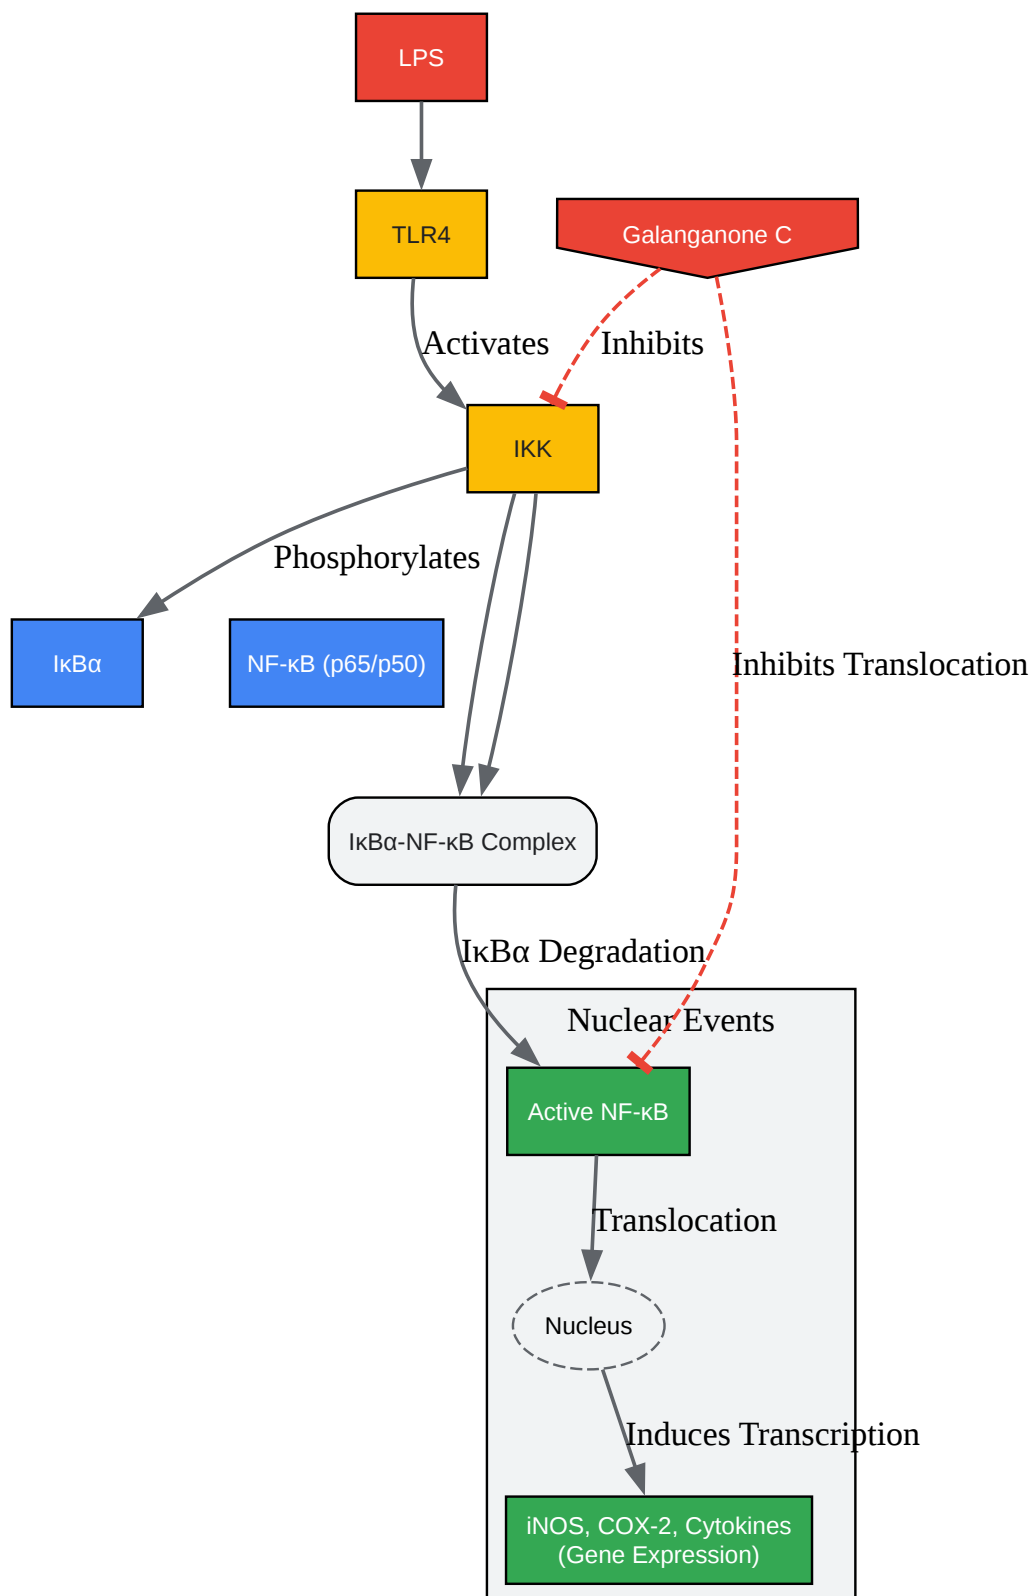 LPS
TLR4
Galanganone C
Activates
Inhibits
IKK
Phosphorylates
IκBα
NF-κB (p65/p50)
Inhibits Translocation
IκBα-NF-κB Complex
IκBα Degradation
Nuclear Events
Active NF-κB
Translocation
Nucleus
Induces Transcription
iNOS, COX-2, Cytokines
(Gene Expression)